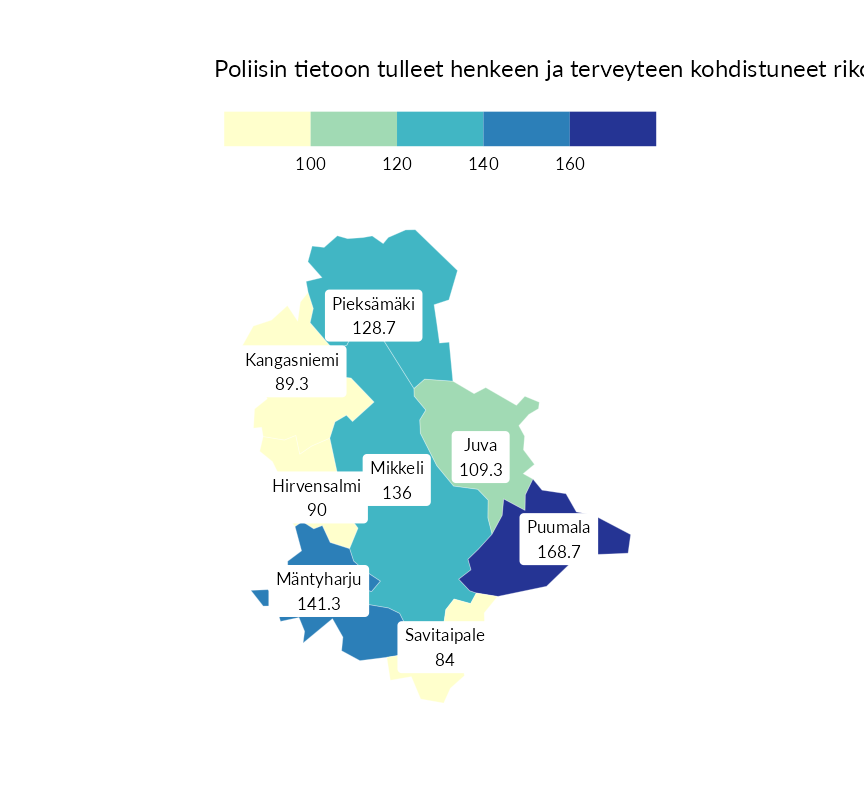 Poliisin tietoon tulleet henkeen ja terveyteen kohdistuneet
100 120 140 160
Pieksämäki
128.7
Kangasniemi
89.3
Juva
109.3
Mikkeli
136
Hirvensalmi
90
Puumala
168.7
Mäntyharju
141.3
Savitaipale
84